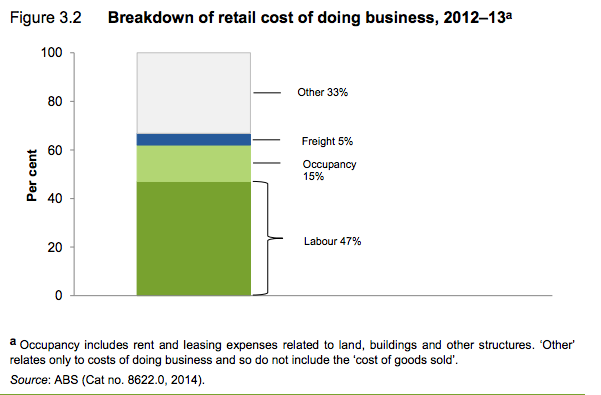 Figure 3.2 Breakdown of retail cost of doing business, 2012–13a
100
80
60
40
20
0
Per cent
Other 33%
Freight 5%
Occupancy
15%
Labour 47%
a Occupancy includes rent and leasing expenses related to land, buildings and other structures. ‘Other’
relates only to costs of doing business and so do not include the ‘cost of goods sold’.
Source: ABS (Cat no. 8622.0, 2014).